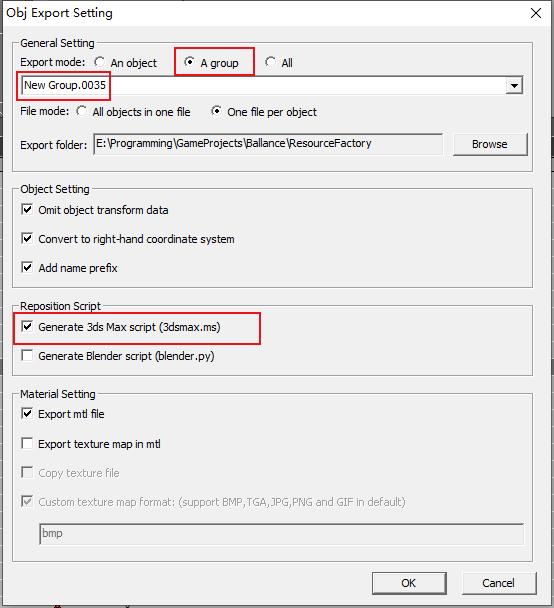 Obj Export Setting
General Setting
Export mode: An object A group All
New Group.0035
File mode: All objects in one file One file per object
Export folder: E:\Programming\GameProjects\Ballance\ResourceFactory Browse
Object Setting
Omit object transform data
Convert to right-hand coordinate system
Add name prefix
Reposition Script
Generate 3ds Max script (3dsmax.ms)
Generate Blender script (blender.py)
Material Setting
Export mtl file
Export texture map in mtl
Copy texture file
Custom texture map format: (support BMP,TGA,JPG,PNG and GIF in default)
bmp
OK Cancel